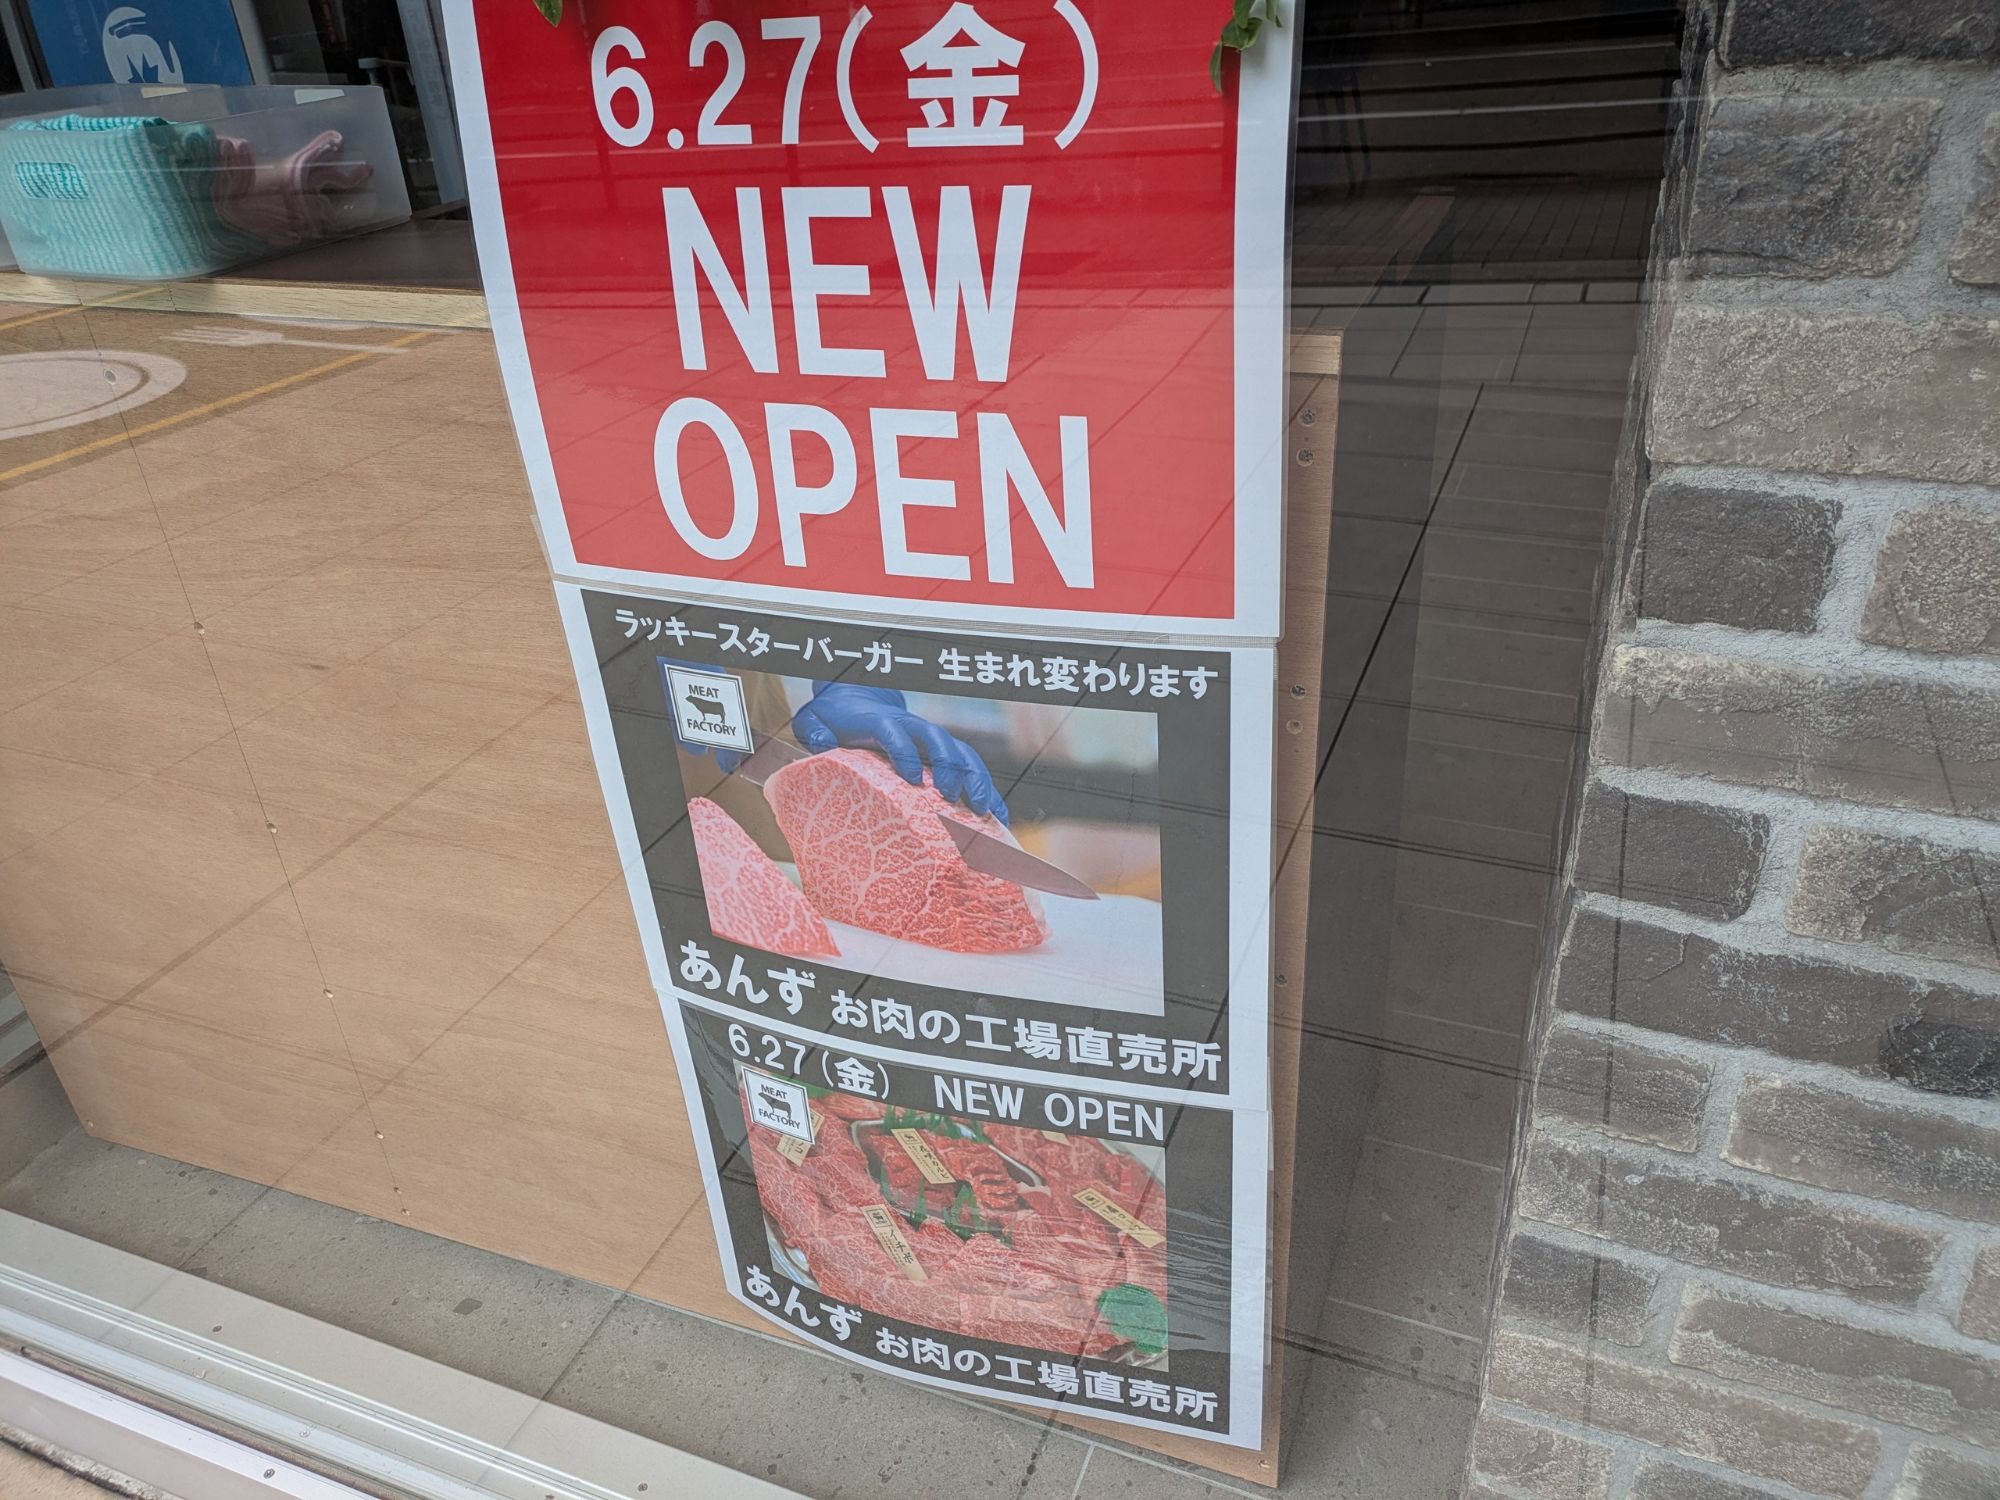 6.27(金)
NEW
OPEN
ラッキースターバーガー 生まれ変わります
MEAT
FACTORY
あんず お肉の工場直売所
6.27(金) NEW OPEN
MEAT
FACTORY
あんず お肉の工場直売所